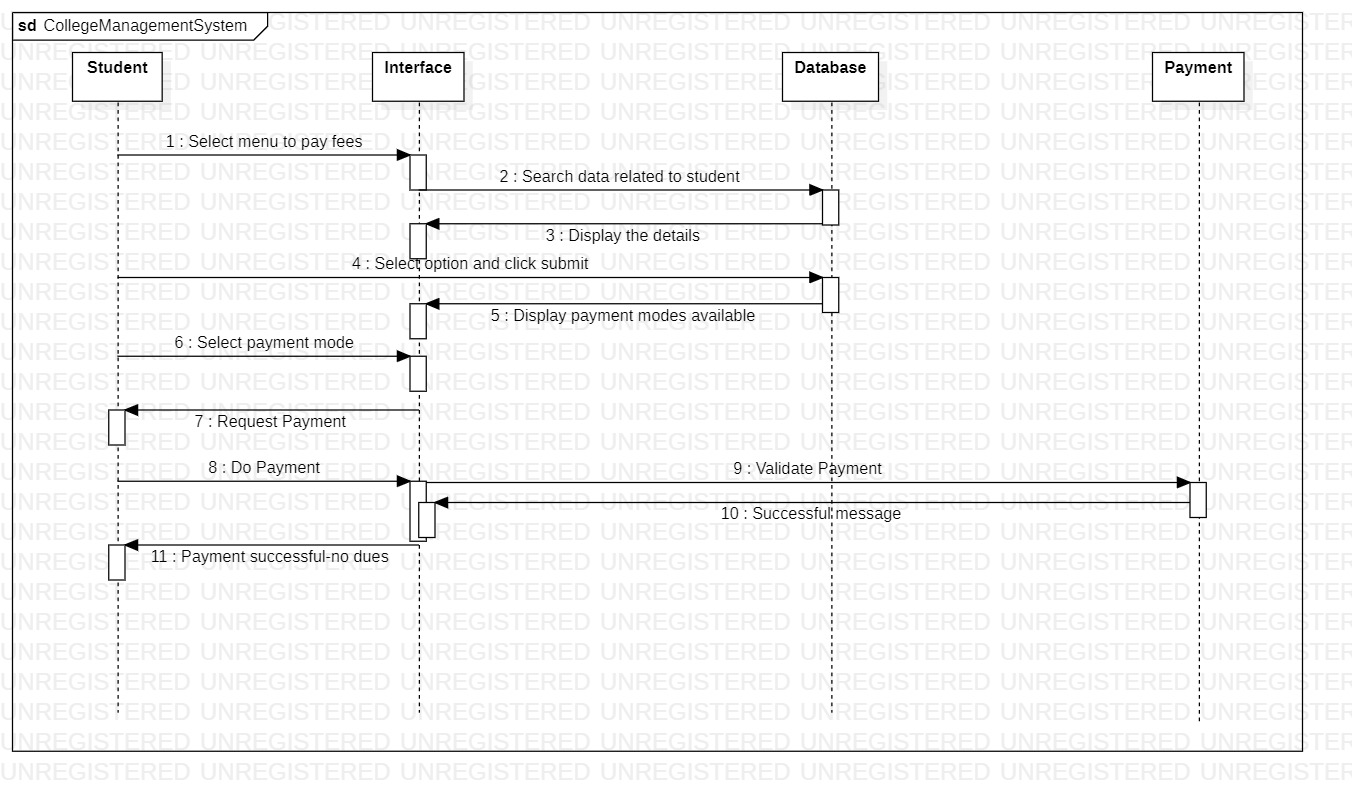 sd CollegeManagementSystem
Student
Interface
Database
Payment
1 : Select menu to pay fees
2 : Search data related to student
3 : Display the details
4 : Select option and click submit
5 : Display payment modes available
6 : Select payment mode
7 : Request Payment
8 : Do Payment
9 : Validate Payment
10 : Successful message
11 : Payment successful-no dues
UNREGISTERED